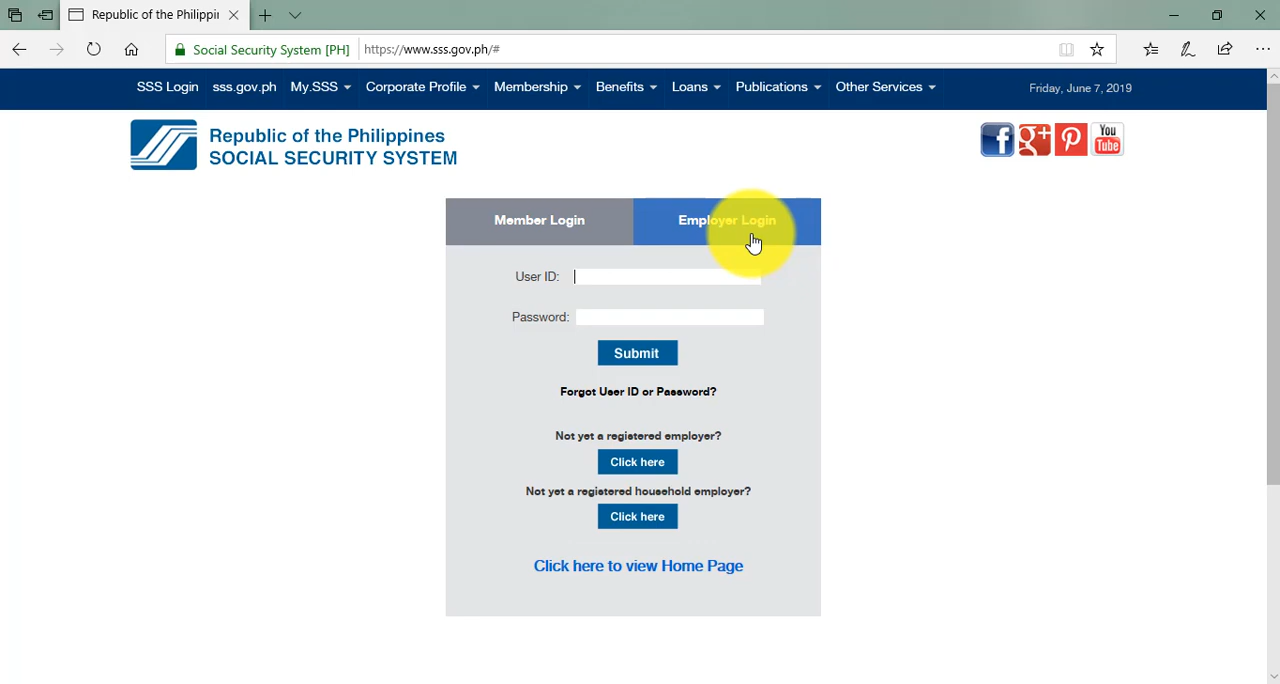 Republic of the Philippi
Social Security System [PH]
https://www.sss.gov.ph/#
SSS Login sss.gov.ph My.SSS Corporate Profile Membership Benefits Loans Publications Other Services Friday, June 7, 2019
Republic of the Philippines
SOCIAL SECURITY SYSTEM
f g+ You Tube
Member Login Employer Login
User ID:
Password:
Submit
Forgot User ID or Password?
Not yet a registered employer?
Click here
Not yet a registered household employer?
Click here
Click here to view Home Page